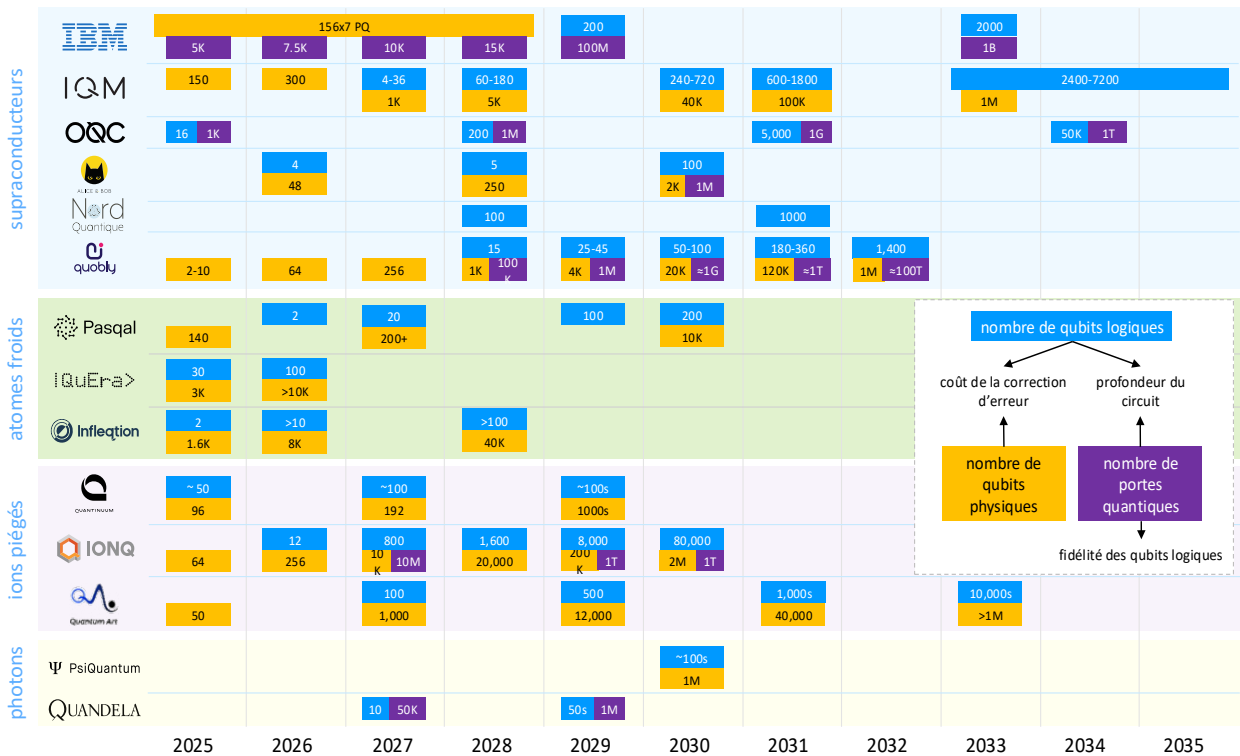 supraconducteurs
IBM
156x7 PQ
200
2000
5K 7.5K 10K 15K 100M 1B
IQM
150 300 4-36 60-180 240-720 600-1800 2400-7200
1K 5K 40K 100K 1M
OQC
16 1K 200 1M 5,000 1G 50K 1T
ALICE & BOB
4 5 100
48 250 2K 1M
Nord
Quantique
100 1000
quobly
15 25-45 50-100 180-360 1,400
2-10 64 256 1K 100 K 4K 1M 20K ≈1G 120K ≈1T 1M ≈100T
atomes froids
Pasqal
2 20 100 200
140 200+ 10K
|QuEra>
30 100
3K >10K
Infleqtion
2 >10 >100
1.6K 8K 40K
ions piégés
QUANTINUUM
~ 50 ~100 ~100s
96 192 1000s
IONQ
12 800 1,600 8,000 80,000
64 256 10 K 10M 20,000 200 K 1T 2M 1T
Quantum Art
100 500 1,000s 10,000s
50 1,000 12,000 40,000 >1M
photons
Ψ PsiQuantum
~100s
1M
QUANDELA
10 50K 50s 1M
nombre de qubits logiques
coût de la correction
d’erreur
profondeur du
circuit
nombre de
qubits
physiques
nombre de
portes
quantiques
fidélité des qubits logiques
2025 2026 2027 2028 2029 2030 2031 2032 2033 2034 2035